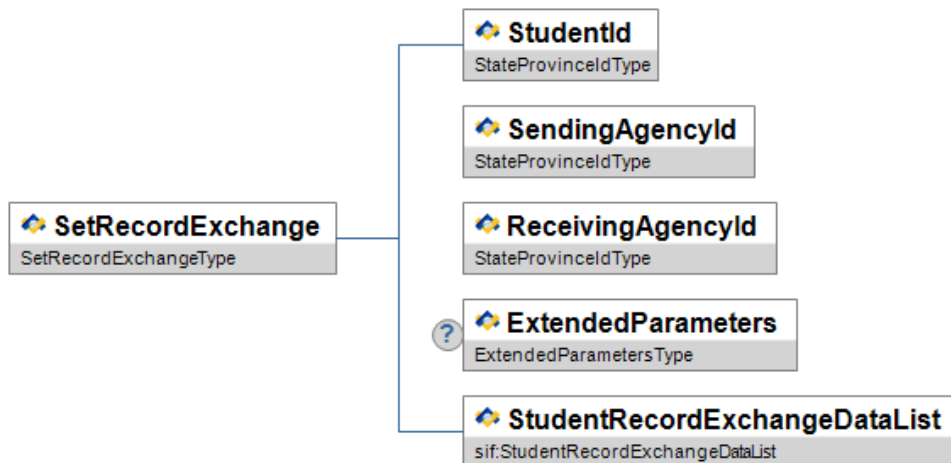 StudentId
StateProvinceIdType
SendingAgencyId
StateProvinceIdType
SetRecordExchange
SetRecordExchangeType
ReceivingAgencyId
StateProvinceIdType
?
ExtendedParameters
ExtendedParametersType
StudentRecordExchangeDataList
sif:StudentRecordExchangeDataList